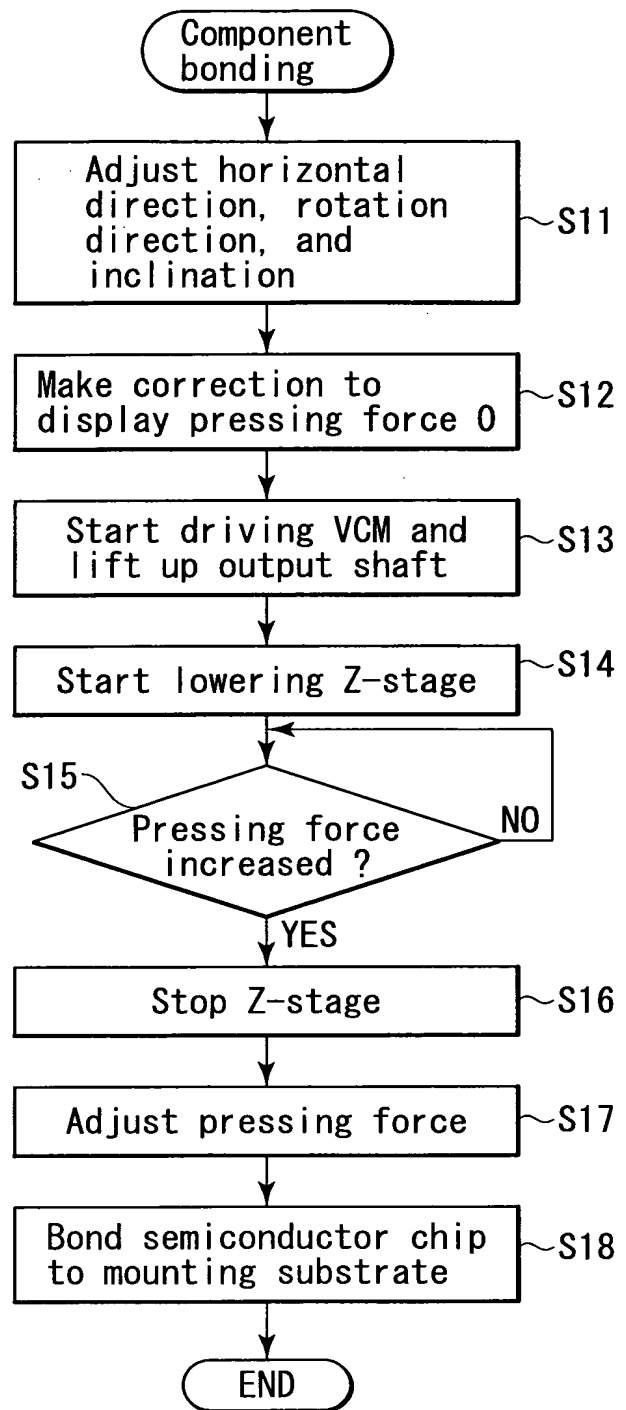 Component
bonding
Adjust horizontal
direction, rotation
direction, and
inclination
S11
Make correction to
display pressing force 0
S12
Start driving VCM and
lift up output shaft
S13
Start lowering Z-stage
S14
S15
Pressing force
increased ?
NO
YES
Stop Z-stage
S16
Adjust pressing force
S17
Bond semiconductor chip
to mounting substrate
S18
END